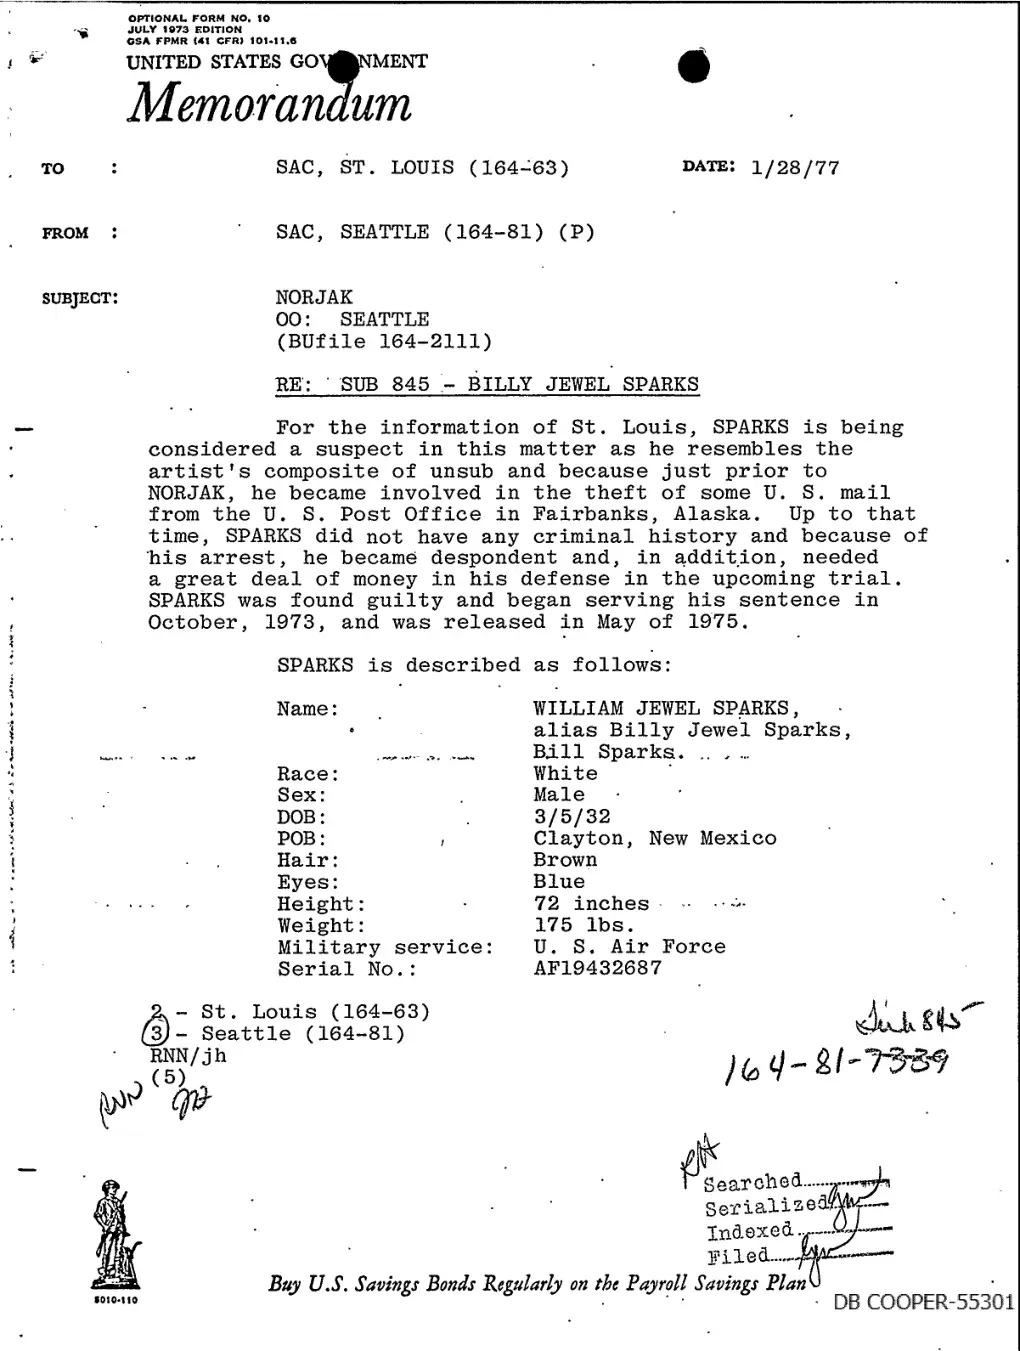 OPTIONAL FORM NO. 10
JULY 1973 EDITION
GSA FPMR (41 CFR) 101-11.6
UNITED STATES GOVERNMENT
Memorandum
TO : SAC, ST. LOUIS (164-63) DATE: 1/28/77
FROM : SAC, SEATTLE (164-81) (P)
SUBJECT: NORJAK
OO: SEATTLE
(BUfile 164-2111)
RE: SUB 845 - BILLY JEWEL SPARKS
For the information of St. Louis, SPARKS is being
considered a suspect in this matter as he resembles the
artist's composite of unsub and because just prior to
NORJAK, he became involved in the theft of some U. S. mail
from the U. S. Post Office in Fairbanks, Alaska. Up to that
time, SPARKS did not have any criminal history and because of
his arrest, he became despondent and, in addition, needed
a great deal of money in his defense in the upcoming trial.
SPARKS was found guilty and began serving his sentence in
October, 1973, and was released in May of 1975.
SPARKS is described as follows:
Name: WILLIAM JEWEL SPARKS,
alias Billy Jewel Sparks,
Bill Sparks.
Race: White
Sex: Male
DOB: 3/5/32
POB: Clayton, New Mexico
Hair: Brown
Eyes: Blue
Height: 72 inches
Weight: 175 lbs.
Military service: U. S. Air Force
Serial No.: AF19432687
2 - St. Louis (164-63)
3 - Seattle (164-81)
RNN/jh
(5)
RNN
Sub 845
164-81-7339
Searched
Serialized
Indexed
Filed
Buy U.S. Savings Bonds Regularly on the Payroll Savings Plan
5010-110
DB COOPER-55301